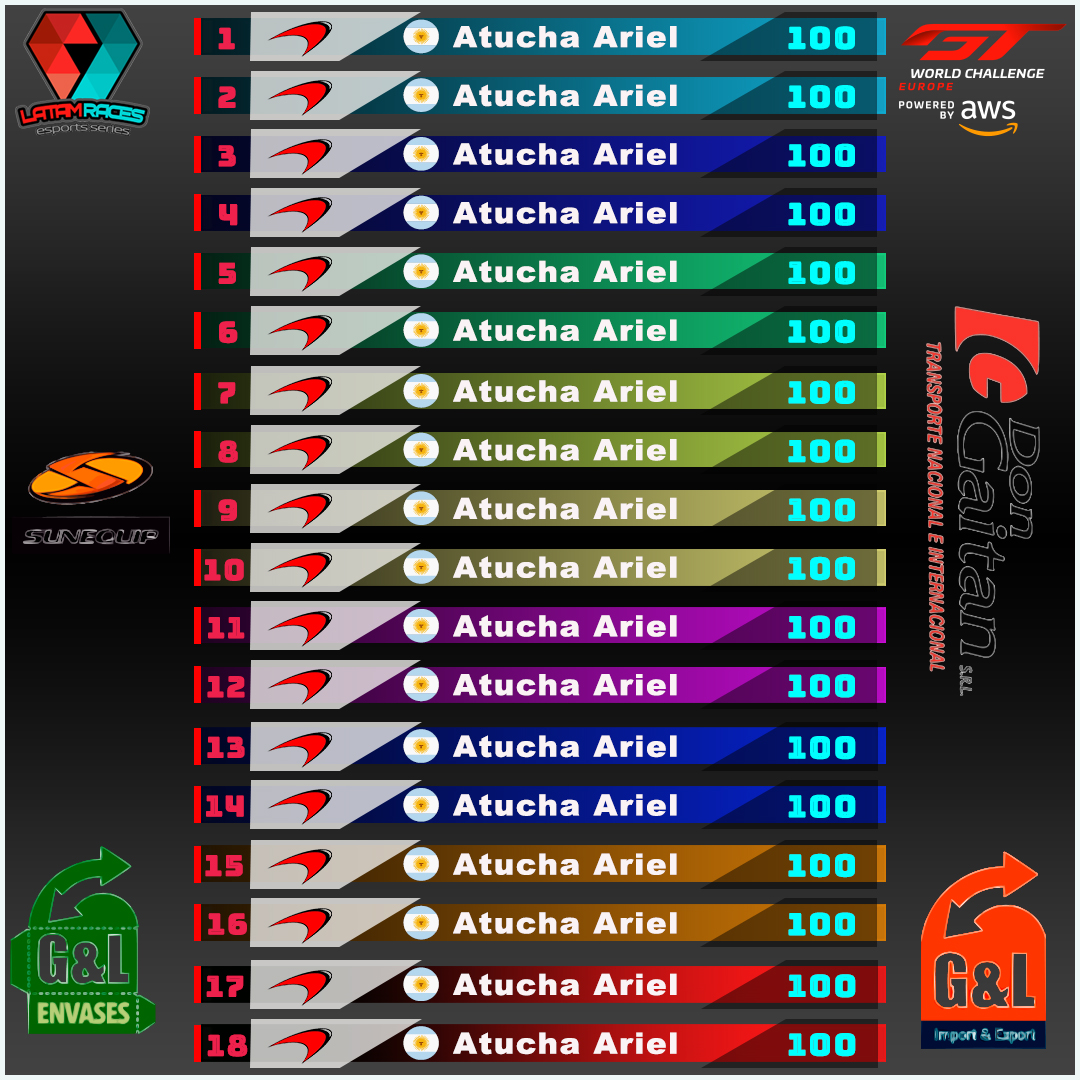 LATAMRACES
esports series
GT
WORLD CHALLENGE
EUROPE
POWERED BY aws
1 Atucha Ariel 100
2 Atucha Ariel 100
3 Atucha Ariel 100
4 Atucha Ariel 100
5 Atucha Ariel 100
6 Atucha Ariel 100
7 Atucha Ariel 100
8 Atucha Ariel 100
9 Atucha Ariel 100
10 Atucha Ariel 100
11 Atucha Ariel 100
12 Atucha Ariel 100
13 Atucha Ariel 100
14 Atucha Ariel 100
15 Atucha Ariel 100
16 Atucha Ariel 100
17 Atucha Ariel 100
18 Atucha Ariel 100
SUNEQUIP
Don
Gaitan S.R.L.
TRANSPORTE NACIONAL E INTERNACIONAL
G&L
ENVASES
G&L
Import & Export